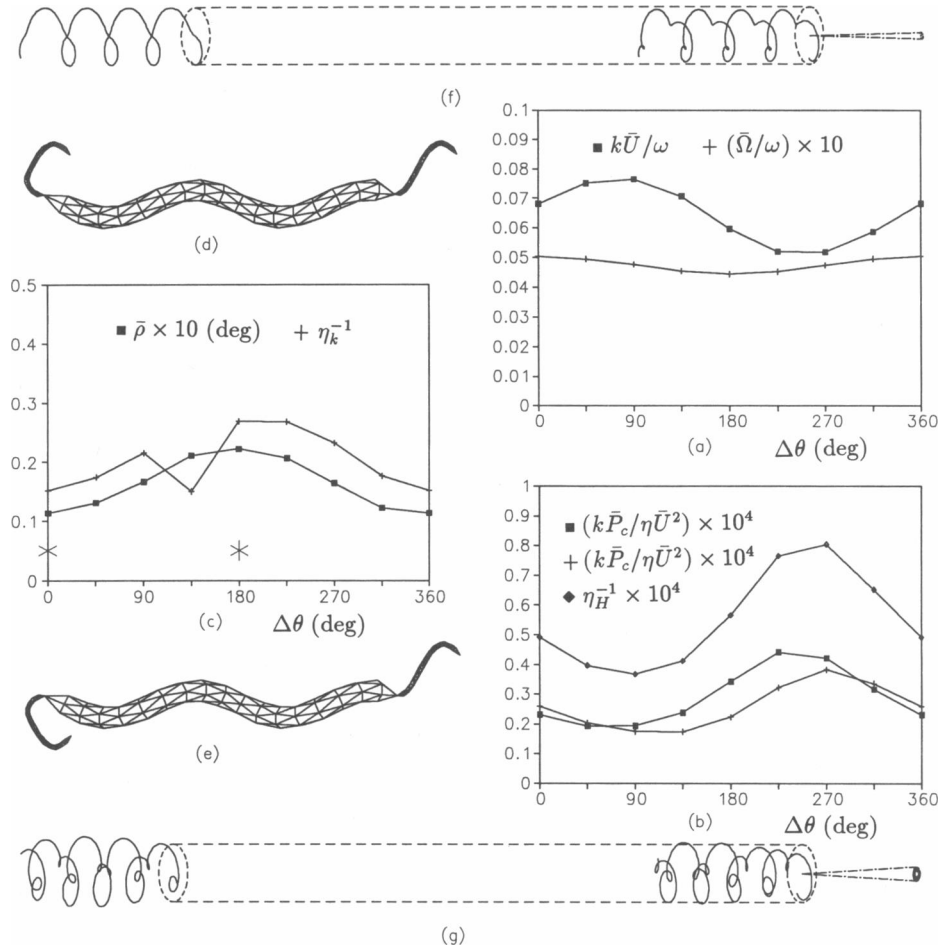 (f)
0.1
0.09
0.08
0.07
0.06
0.05
0.04
0.03
0.02
0.01
0
■ kŪ/ω + (Ω̄/ω) × 10
0 90 180 270 360
(a) Δθ (deg)
(d)
0.5
0.4
0.3
0.2
0.1
0
■ ρ̄ × 10 (deg) + η_k^{-1}
0 90 180 270 360
(c) Δθ (deg)
1
0.9
0.8
0.7
0.6
0.5
0.4
0.3
0.2
0.1
0
■ (kP̄_c/ηŪ²) × 10⁴
+ (kP̄_c/ηŪ²) × 10⁴
◆ η_H^{-1} × 10⁴
0 90 180 270 360
(b) Δθ (deg)
(e)
(g)